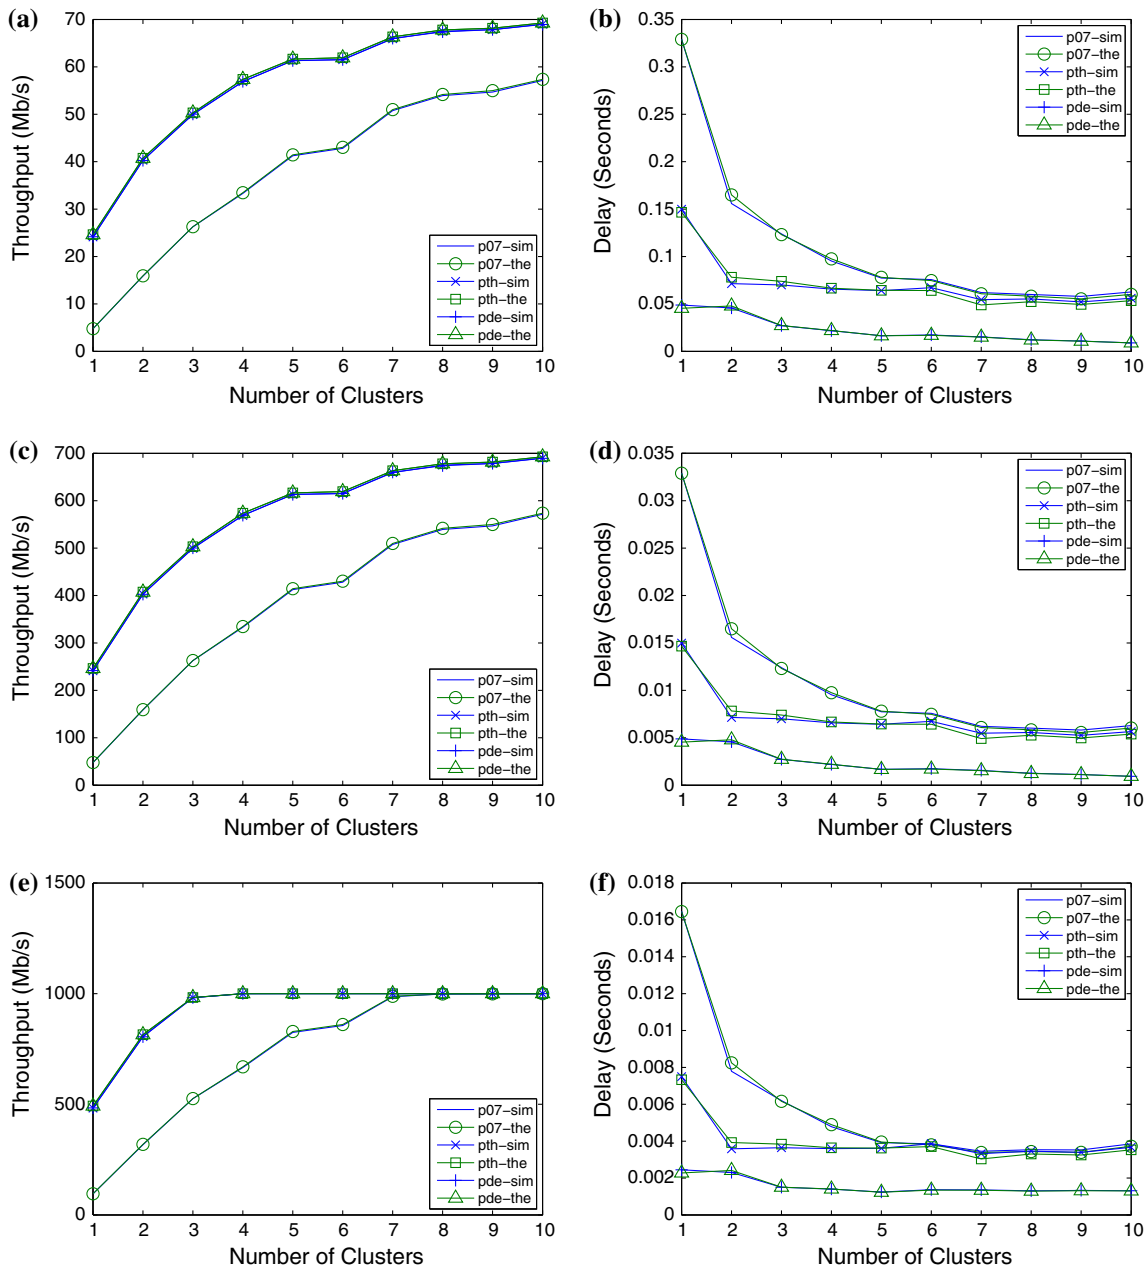 (a)
Throughput (Mb/s)
70
60
50
40
30
20
10
0
1 2 3 4 5 6 7 8 9 10
Number of Clusters
p07-sim
p07-the
pth-sim
pth-the
pde-sim
pde-the
(b)
Delay (Seconds)
0.35
0.3
0.25
0.2
0.15
0.1
0.05
0
1 2 3 4 5 6 7 8 9 10
Number of Clusters
p07-sim
p07-the
pth-sim
pth-the
pde-sim
pde-the
(c)
Throughput (Mb/s)
700
600
500
400
300
200
100
0
1 2 3 4 5 6 7 8 9 10
Number of Clusters
p07-sim
p07-the
pth-sim
pth-the
pde-sim
pde-the
(d)
Delay (Seconds)
0.035
0.03
0.025
0.02
0.015
0.01
0.005
0
1 2 3 4 5 6 7 8 9 10
Number of Clusters
p07-sim
p07-the
pth-sim
pth-the
pde-sim
pde-the
(e)
Throughput (Mb/s)
1500
1000
500
0
1 2 3 4 5 6 7 8 9 10
Number of Clusters
p07-sim
p07-the
pth-sim
pth-the
pde-sim
pde-the
(f)
Delay (Seconds)
0.018
0.016
0.014
0.012
0.01
0.008
0.006
0.004
0.002
0
1 2 3 4 5 6 7 8 9 10
Number of Clusters
p07-sim
p07-the
pth-sim
pth-the
pde-sim
pde-the